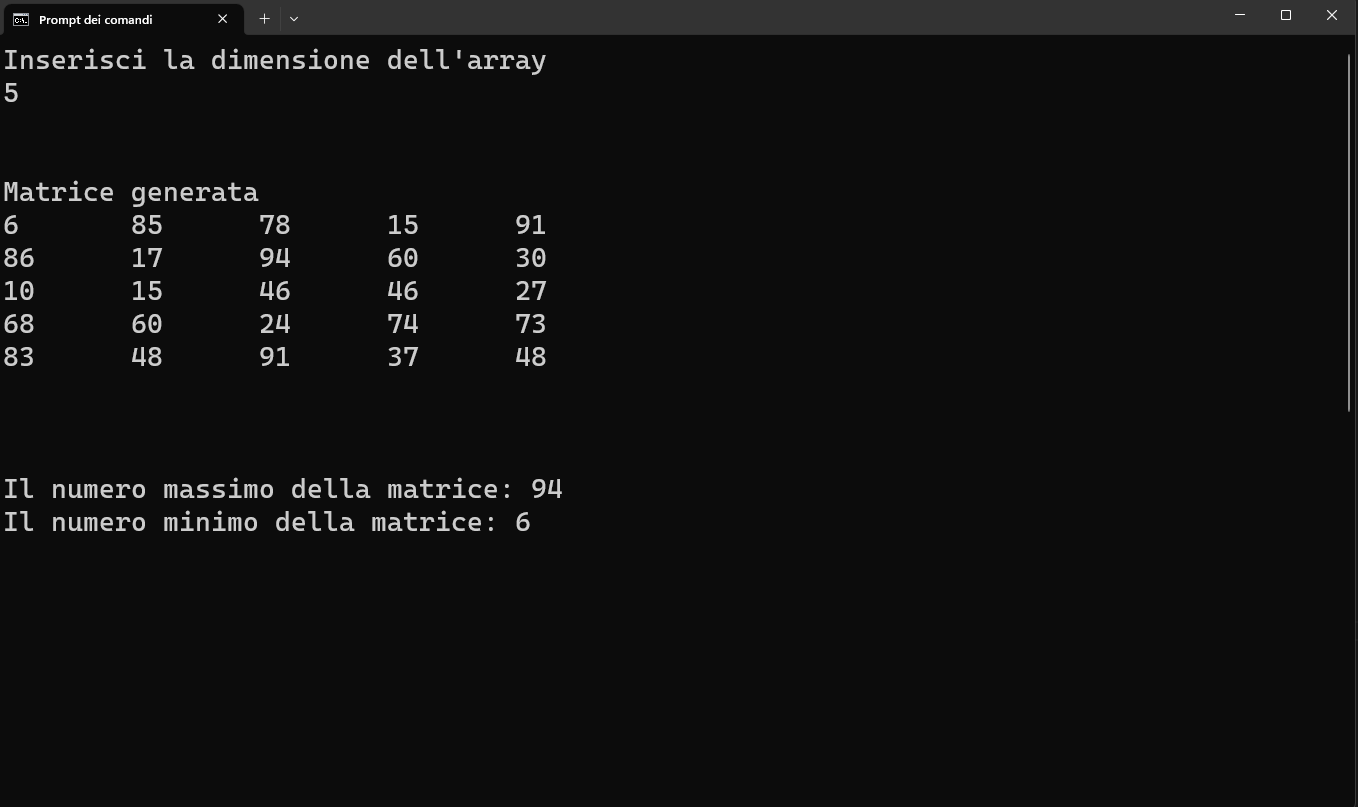 Prompt dei comandi
Inserisci la dimensione dell'array
5
Matrice generata
6 85 78 15 91
86 17 94 60 30
10 15 46 46 27
68 60 24 74 73
83 48 91 37 48
Il numero massimo della matrice: 94
Il numero minimo della matrice: 6